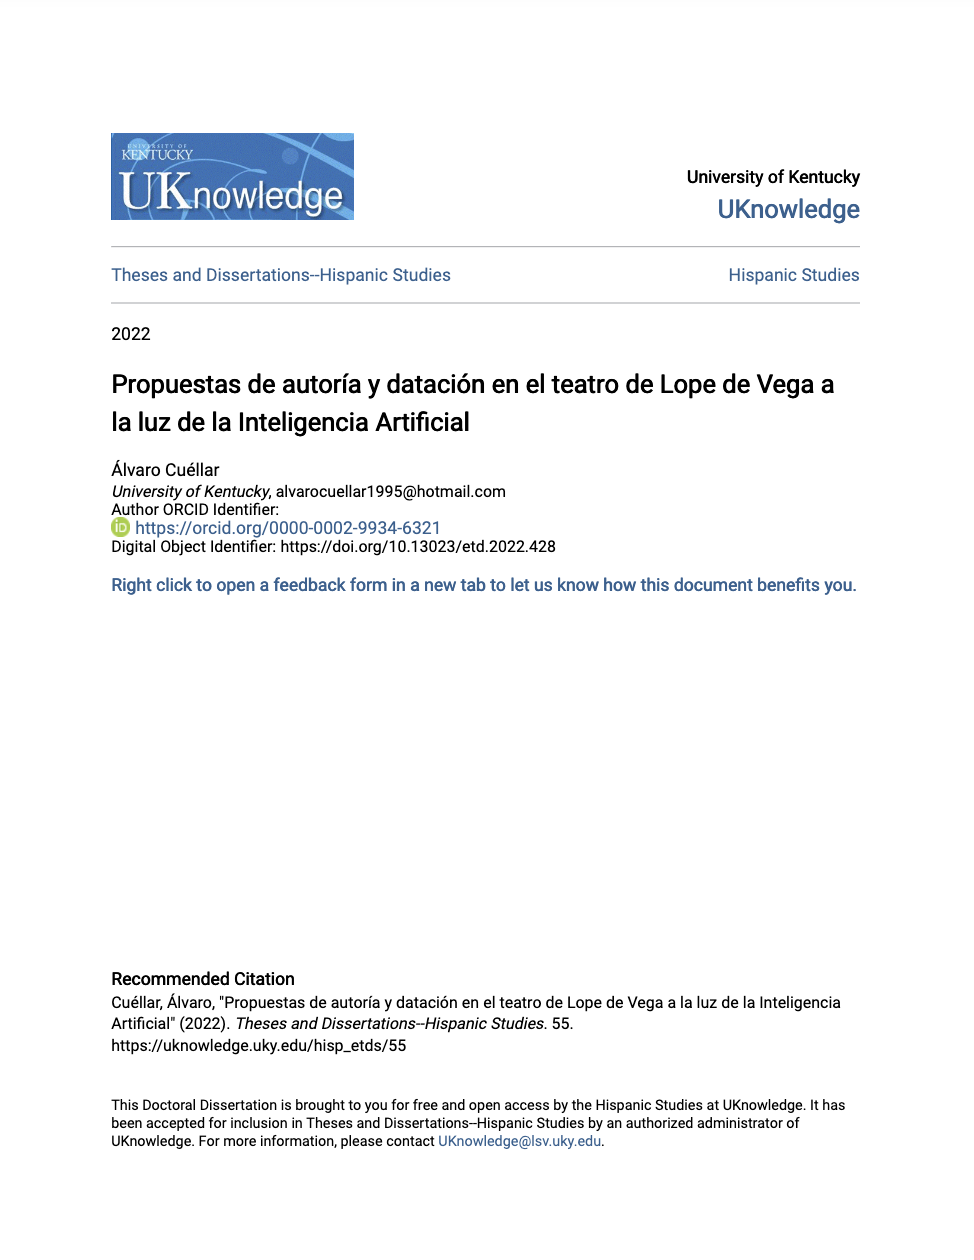 UNIVERSITY OF
KENTUCKY
UKnowledge
University of Kentucky
UKnowledge
Theses and Dissertations--Hispanic Studies
Hispanic Studies
2022
Propuestas de autoría y datación en el teatro de Lope de Vega a
la luz de la Inteligencia Artificial
Álvaro Cuéllar
University of Kentucky, alvarocuellar1995@hotmail.com
Author ORCID Identifier:
iD https://orcid.org/0000-0002-9934-6321
Digital Object Identifier: https://doi.org/10.13023/etd.2022.428
Right click to open a feedback form in a new tab to let us know how this document benefits you.
Recommended Citation
Cuéllar, Álvaro, "Propuestas de autoría y datación en el teatro de Lope de Vega a la luz de la Inteligencia
Artificial" (2022). Theses and Dissertations--Hispanic Studies. 55.
https://uknowledge.uky.edu/hisp_etds/55
This Doctoral Dissertation is brought to you for free and open access by the Hispanic Studies at UKnowledge. It has
been accepted for inclusion in Theses and Dissertations--Hispanic Studies by an authorized administrator of
UKnowledge. For more information, please contact UKnowledge@lsv.uky.edu.